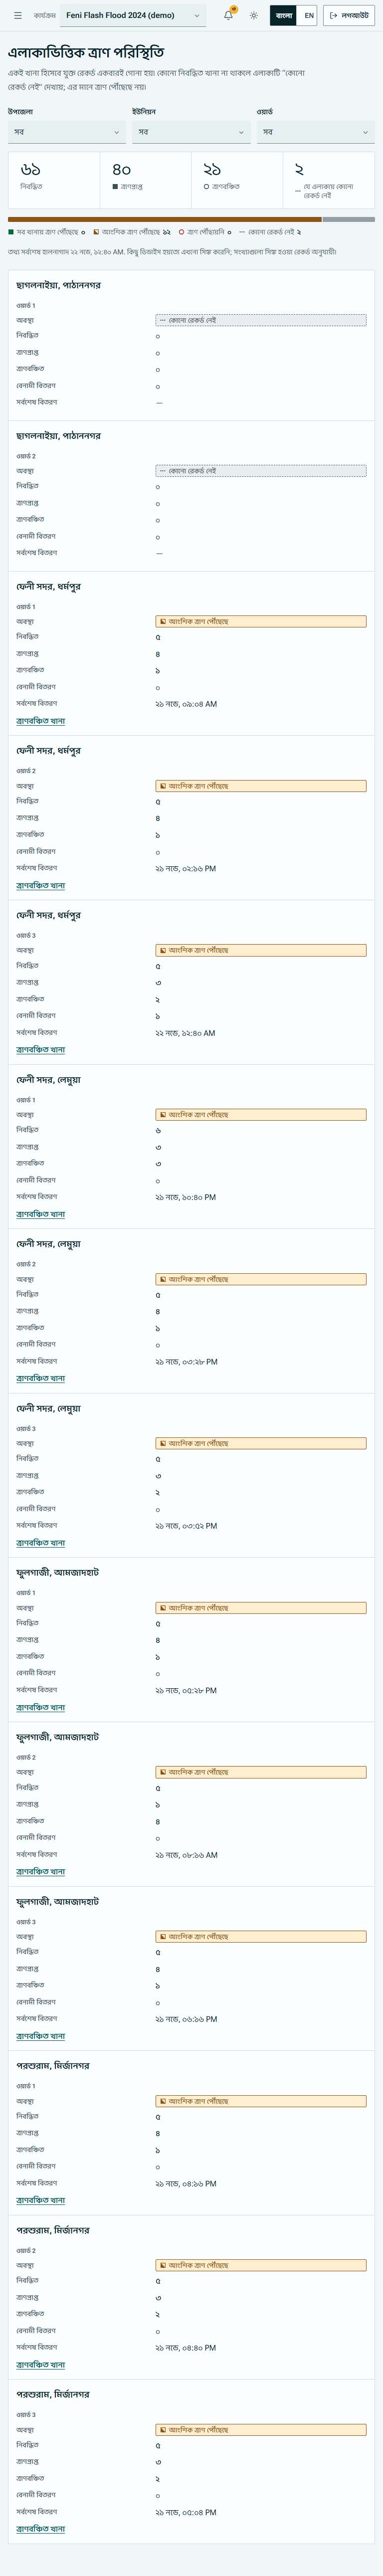 কার্যক্রম
Feni Flash Flood 2024 (demo)
বাংলা
EN
লগআউট
এলাকাভিত্তিক ত্রাণ পরিস্থিতি
একই খানা হিসেবে যুক্ত রেকর্ড একবারই গোনা হয়। কোনো নিবন্ধিত খানা না থাকলে এলাকাটি “কোনো
রেকর্ড নেই” দেখায়; এর মানে ত্রাণ পৌঁছেছে নয়।
উপজেলা
ইউনিয়ন
ওয়ার্ড
সব
সব
সব
৬১
৪০
২১
২
নিবন্ধিত
ত্রাণপ্রাপ্ত
ত্রাণবঞ্চিত
যে এলাকায় কোনো
রেকর্ড নেই
সব খানায় ত্রাণ পৌঁছেছে ০
আংশিক ত্রাণ পৌঁছেছে ১২
ত্রাণ পৌঁছায়নি ০
কোনো রেকর্ড নেই ২
তথ্য সর্বশেষ হালনাগাদ ২২ নভে, ১২:৪০ AM. কিছু ডিভাইস হয়তো এখনো সিঙ্ক করেনি; সংখ্যাগুলো সিঙ্ক হওয়া রেকর্ড অনুযায়ী।
ছাগলনাইয়া, পাঠাননগর
ওয়ার্ড 1
অবস্থা
কোনো রেকর্ড নেই
নিবন্ধিত
০
ত্রাণপ্রাপ্ত
০
ত্রাণবঞ্চিত
০
বেনামী বিতরণ
০
সর্বশেষ বিতরণ
—
ছাগলনাইয়া, পাঠাননগর
ওয়ার্ড 2
অবস্থা
কোনো রেকর্ড নেই
নিবন্ধিত
০
ত্রাণপ্রাপ্ত
০
ত্রাণবঞ্চিত
০
বেনামী বিতরণ
০
সর্বশেষ বিতরণ
—
ফেনী সদর, ধর্মপুর
ওয়ার্ড 1
অবস্থা
আংশিক ত্রাণ পৌঁছেছে
নিবন্ধিত
৫
ত্রাণপ্রাপ্ত
৪
ত্রাণবঞ্চিত
১
বেনামী বিতরণ
০
সর্বশেষ বিতরণ
২১ নভে, ০৯:০৪ AM
ত্রাণবঞ্চিত খানা
ফেনী সদর, ধর্মপুর
ওয়ার্ড 2
অবস্থা
আংশিক ত্রাণ পৌঁছেছে
নিবন্ধিত
৫
ত্রাণপ্রাপ্ত
৪
ত্রাণবঞ্চিত
১
বেনামী বিতরণ
০
সর্বশেষ বিতরণ
২১ নভে, ০২:১৬ PM
ত্রাণবঞ্চিত খানা
ফেনী সদর, ধর্মপুর
ওয়ার্ড 3
অবস্থা
আংশিক ত্রাণ পৌঁছেছে
নিবন্ধিত
৫
ত্রাণপ্রাপ্ত
৩
ত্রাণবঞ্চিত
২
বেনামী বিতরণ
১
সর্বশেষ বিতরণ
২২ নভে, ১২:৪০ AM
ত্রাণবঞ্চিত খানা
ফেনী সদর, লেমুয়া
ওয়ার্ড 1
অবস্থা
আংশিক ত্রাণ পৌঁছেছে
নিবন্ধিত
৬
ত্রাণপ্রাপ্ত
৩
ত্রাণবঞ্চিত
৩
বেনামী বিতরণ
০
সর্বশেষ বিতরণ
২১ নভে, ১০:৪০ PM
ত্রাণবঞ্চিত খানা
ফেনী সদর, লেমুয়া
ওয়ার্ড 2
অবস্থা
আংশিক ত্রাণ পৌঁছেছে
নিবন্ধিত
৫
ত্রাণপ্রাপ্ত
৪
ত্রাণবঞ্চিত
১
বেনামী বিতরণ
০
সর্বশেষ বিতরণ
২১ নভে, ০৩:২৮ PM
ত্রাণবঞ্চিত খানা
ফেনী সদর, লেমুয়া
ওয়ার্ড 3
অবস্থা
আংশিক ত্রাণ পৌঁছেছে
নিবন্ধিত
৫
ত্রাণপ্রাপ্ত
৩
ত্রাণবঞ্চিত
২
বেনামী বিতরণ
০
সর্বশেষ বিতরণ
২১ নভে, ০৩:৫২ PM
ত্রাণবঞ্চিত খানা
ফুলগাজী, আমজাদহাট
ওয়ার্ড 1
অবস্থা
আংশিক ত্রাণ পৌঁছেছে
নিবন্ধিত
৫
ত্রাণপ্রাপ্ত
৪
ত্রাণবঞ্চিত
১
বেনামী বিতরণ
০
সর্বশেষ বিতরণ
২১ নভে, ০৫:২৮ PM
ত্রাণবঞ্চিত খানা
ফুলগাজী, আমজাদহাট
ওয়ার্ড 2
অবস্থা
আংশিক ত্রাণ পৌঁছেছে
নিবন্ধিত
৫
ত্রাণপ্রাপ্ত
১
ত্রাণবঞ্চিত
৪
বেনামী বিতরণ
০
সর্বশেষ বিতরণ
২১ নভে, ০৮:১৬ AM
ত্রাণবঞ্চিত খানা
ফুলগাজী, আমজাদহাট
ওয়ার্ড 3
অবস্থা
আংশিক ত্রাণ পৌঁছেছে
নিবন্ধিত
৫
ত্রাণপ্রাপ্ত
৪
ত্রাণবঞ্চিত
১
বেনামী বিতরণ
০
সর্বশেষ বিতরণ
২১ নভে, ০৬:১৬ PM
ত্রাণবঞ্চিত খানা
পরশুরাম, মির্জানগর
ওয়ার্ড 1
অবস্থা
আংশিক ত্রাণ পৌঁছেছে
নিবন্ধিত
৫
ত্রাণপ্রাপ্ত
৪
ত্রাণবঞ্চিত
১
বেনামী বিতরণ
০
সর্বশেষ বিতরণ
২১ নভে, ০৪:১৬ PM
ত্রাণবঞ্চিত খানা
পরশুরাম, মির্জানগর
ওয়ার্ড 2
অবস্থা
আংশিক ত্রাণ পৌঁছেছে
নিবন্ধিত
৫
ত্রাণপ্রাপ্ত
৩
ত্রাণবঞ্চিত
২
বেনামী বিতরণ
০
সর্বশেষ বিতরণ
২১ নভে, ০৪:৪০ PM
ত্রাণবঞ্চিত খানা
পরশুরাম, মির্জানগর
ওয়ার্ড 3
অবস্থা
আংশিক ত্রাণ পৌঁছেছে
নিবন্ধিত
৫
ত্রাণপ্রাপ্ত
৩
ত্রাণবঞ্চিত
২
বেনামী বিতরণ
০
সর্বশেষ বিতরণ
২১ নভে, ০৫:০৪ PM
ত্রাণবঞ্চিত খানা